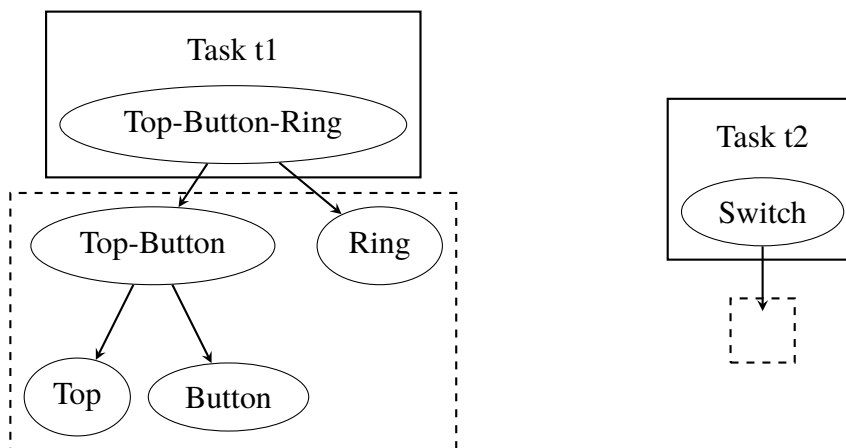 Task t1
Top-Button-Ring
Task t2
Switch
Top-Button
Ring
Top
Button